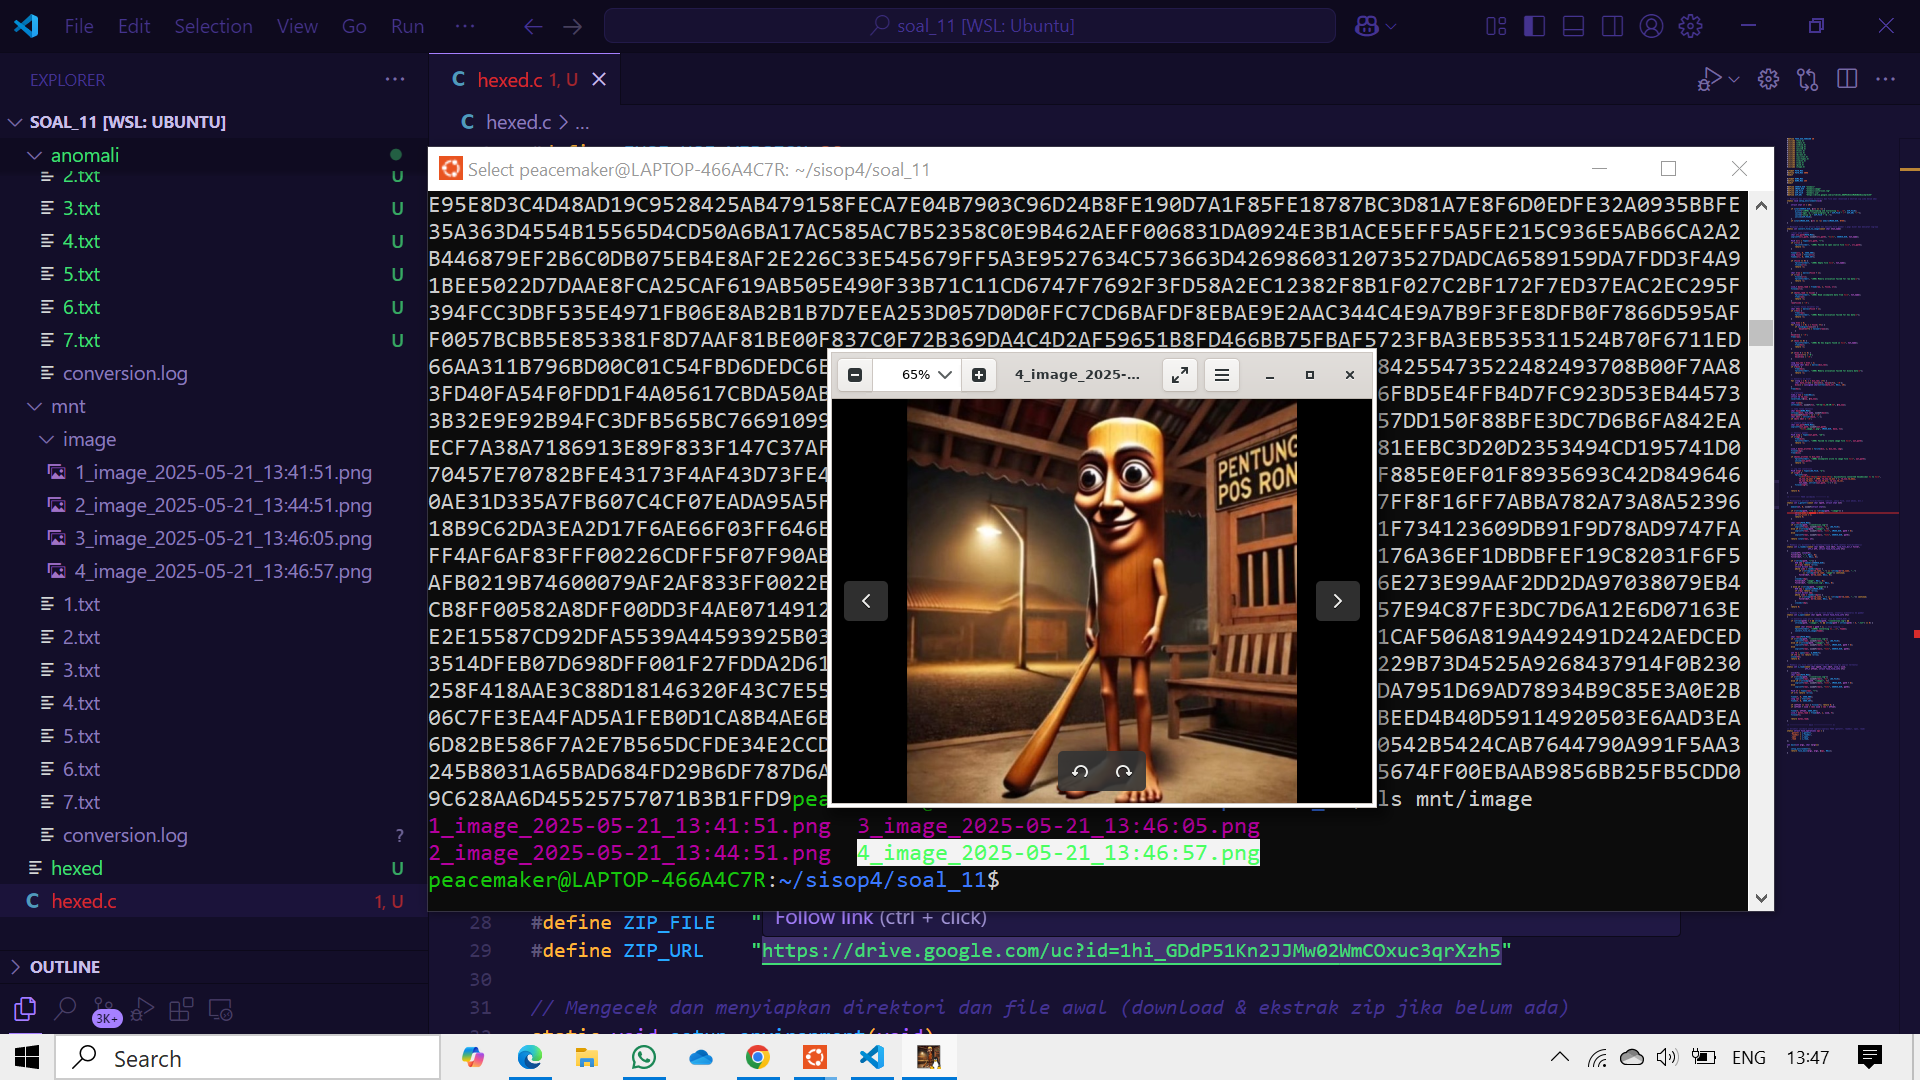 File Edit Selection View Go Run ···
soal_11 [WSL: Ubuntu]
EXPLORER
SOAL_11 [WSL: UBUNTU]
anomali
2.txt U
3.txt U
4.txt U
5.txt U
6.txt U
7.txt U
conversion.log
mnt
image
1_image_2025-05-21_13:41:51.png
2_image_2025-05-21_13:44:51.png
3_image_2025-05-21_13:46:05.png
4_image_2025-05-21_13:46:57.png
1.txt
2.txt
3.txt
4.txt
5.txt
6.txt
7.txt
conversion.log ?
hexed U
C hexed.c 1, U
OUTLINE
3K+
C hexed.c 1, U
C hexed.c > ...
Select peacemaker@LAPTOP-466A4C7R: ~/sisop4/soal_11
E95E8D3C4D48AD19C9528425AB479158FECA7E04B7903C96D24B8FE190D7A1F85FE18787BC3D81A7E8F6D0EDFE32A0935BBFE
35A363D4554B15565D4CD50A6BA17AC585AC7B52358C0E9B462AEFF006831DA0924E3B1ACE5EFF5A5FE215C936E5AB66CA2A2
B446879EF2B6C0DB075EB4E8AF2E226C33E545679FF5A3E9527634C573663D4269860312073527DADCA6589159DA7FDD3F4A9
1BEE5022D7DAAE8FCA25CAF619AB505E490F33B71C11CD6747F7692F3FD58A2EC12382F8B1F027C2BF172F7ED37EAC2EC295F
394FCC3DBF535E4971FB06E8AB2B1B7D7EEA253D057D0D0FFC7CD6BAFDF8EBAE9E2AAC344C4E9A7B9F3FE8DFB0F7866D595AF
F0057BCBB5E853381F8D7AAF81BE00F837C0F72B369DA4C4D2AF59651B8FD466BB75FBAF5723FBA3EB535311524B70F6711ED
66AA311B796BD00C01C54FBD6DEDC6E 8425547352248249370​8B00F7AA8
3FD40FA54F0FDD1F4A05617CBDA50AB 6FBD5E4FFB4D7FC923D53EB44573
3B32E9E92B94FC3DFB565BC76691099 57DD150F88BFE3DC7D6B6FA842EA
ECF7A38A7186913E89F833F147C37AF 81EEBC3D20D2353494CD195741D0
70457E70782BFE43173F4AF43D73FE4 F885E0EF01F8935693C42D849646
0AE31D335A7FB607C4CF07EADA95A5F 7FF8F16FF7ABBA782A73A8A52396
18B9C62DA3EA2D17F6AE66F03FF646E 1F734123609DB91F9D78AD9747FA
FF4AF6AF83FFF00226CDFF5F07F90AE 176A36EF1DBDBFEF19C82031F6F5
AFB0219B74600079AF2AF833FF0022E 6E273E99AAF2DD2DA97038079EB4
CB8FF00582A8DFF00DD3F4AE0714912 57E94C87FE3DC7D6A12E6D07163E
E2E15587CD92DFA5539A44593925B03 1CAF506A819A492491D242AEDCED
3514DFEB07D698DFF001F27FDDA2D61 229B73D4525A9268437914F0B230
258F418AAE3C88D18146320F43C7E55 DA7951D69AD78934B9C85E3A0E2B
06C7FE3EA4FAD5A1FEB0D1CA8B4AE6B BEED4B40D59114920503E6AAD3EA
6D82BE586F7A2E7B565DCFDE34E2CCD 0542B5424CAB7644790A991F5AA3
245B8031A65BAD684FD29B6DF787D6A 5674FF00EBAAB9856BB25FB5CDD0
9C628AA6D45525757071B3B1FFD9pea ls mnt/image
1_image_2025-05-21_13:41:51.png 3_image_2025-05-21_13:46:05.png
2_image_2025-05-21_13:44:51.png 4_image_2025-05-21_13:46:57.png
peacemaker@LAPTOP-466A4C7R:~/sisop4/soal_11$
65% 4_image_2025-...
PENTUNG
POS RON
28 #define ZIP_FILE "
Follow link (ctrl + click)
29 #define ZIP_URL "https://drive.google.com/uc?id=1hi_GDdP51Kn2JJMw02WmCOxuc3qrXzh5"
30
31 // Mengecek dan menyiapkan direktori dan file awal (download & ekstrak zip jika belum ada)
Search
ENG 13:47